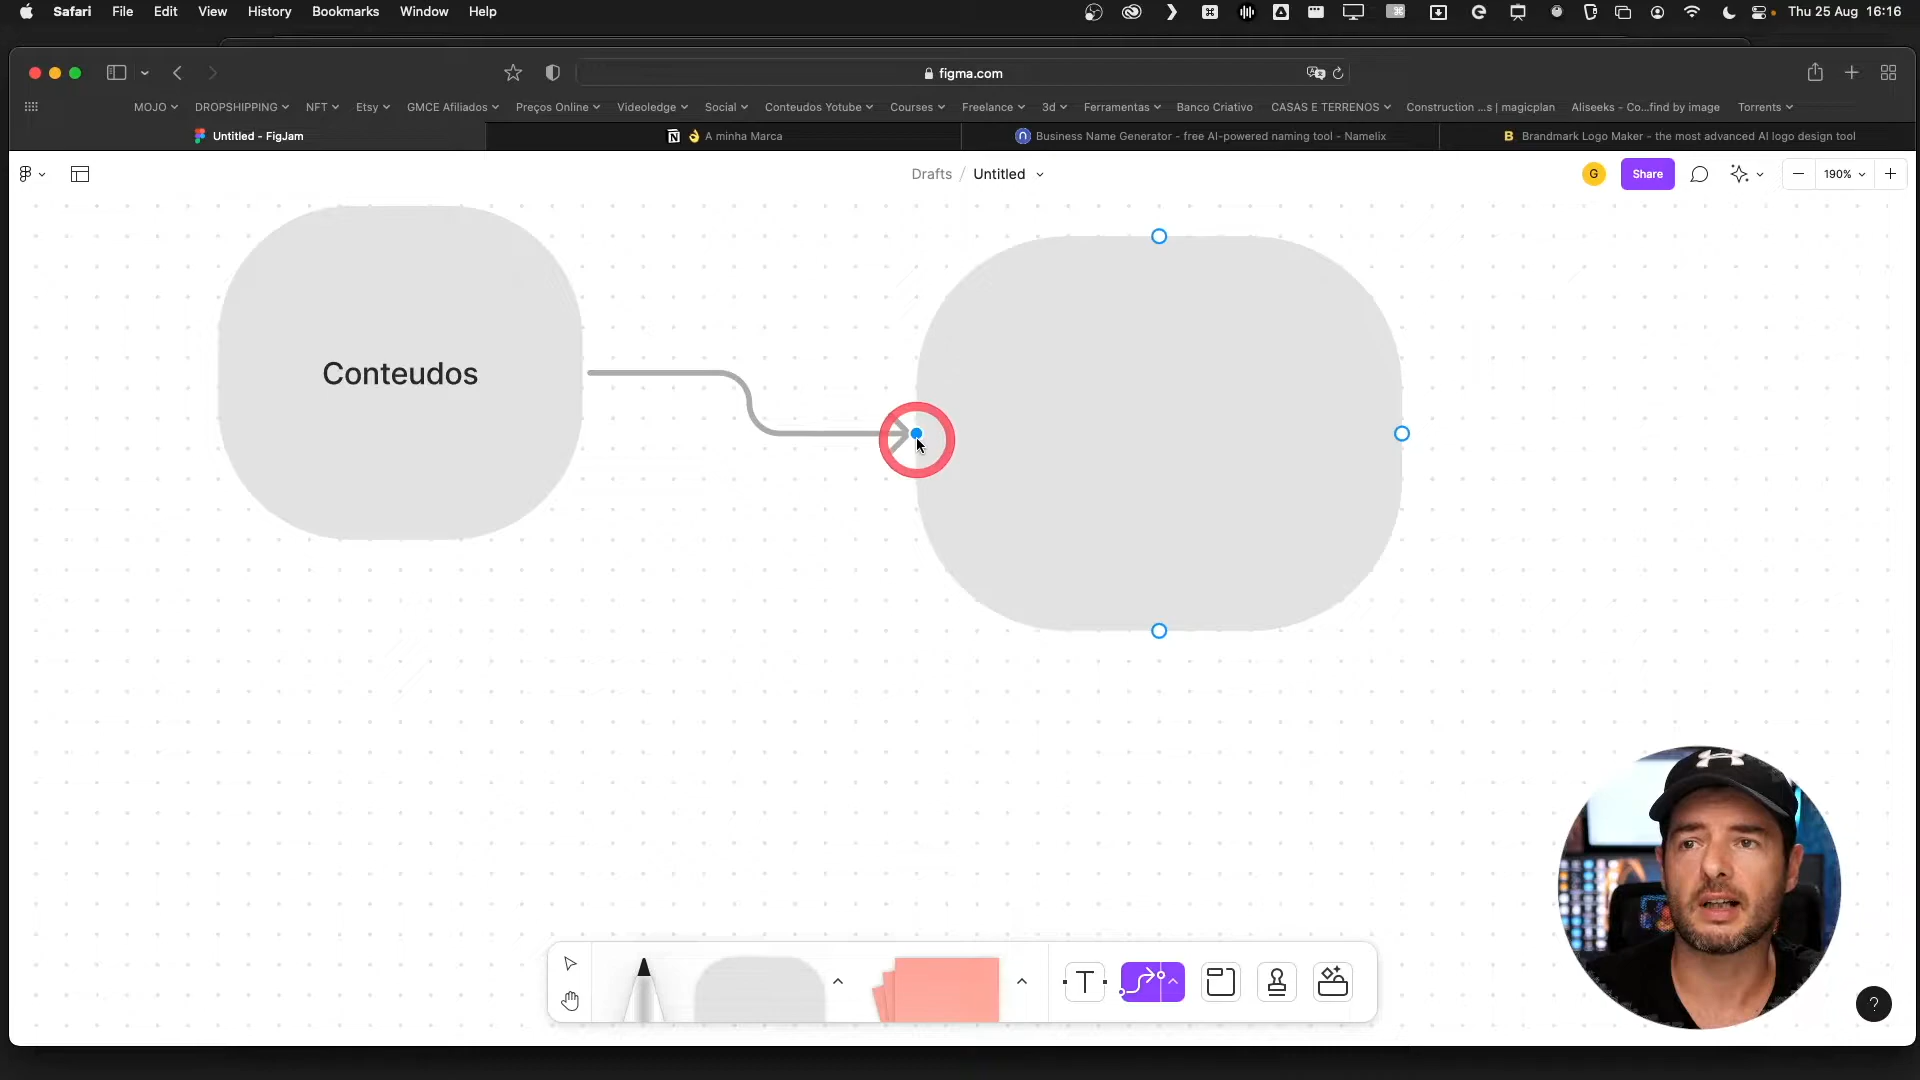 Safari File Edit View History Bookmarks Window Help Thu 25 Aug 16:16
figma.com
MOJO DROPSHIPPING NFT Etsy GMCE Afiliados Preços Online Videoledge Social Conteudos Yotube Courses Freelance 3d Ferramentas Banco Criativo CASAS E TERRENOS Construction ...s | magicplan Aliseeks - Co...find by image Torrents
Untitled - FigJam A minha Marca Business Name Generator - free AI-powered naming tool - Namelix Brandmark Logo Maker - the most advanced AI logo design tool
Drafts / Untitled G Share 190%
Conteudos
T
?